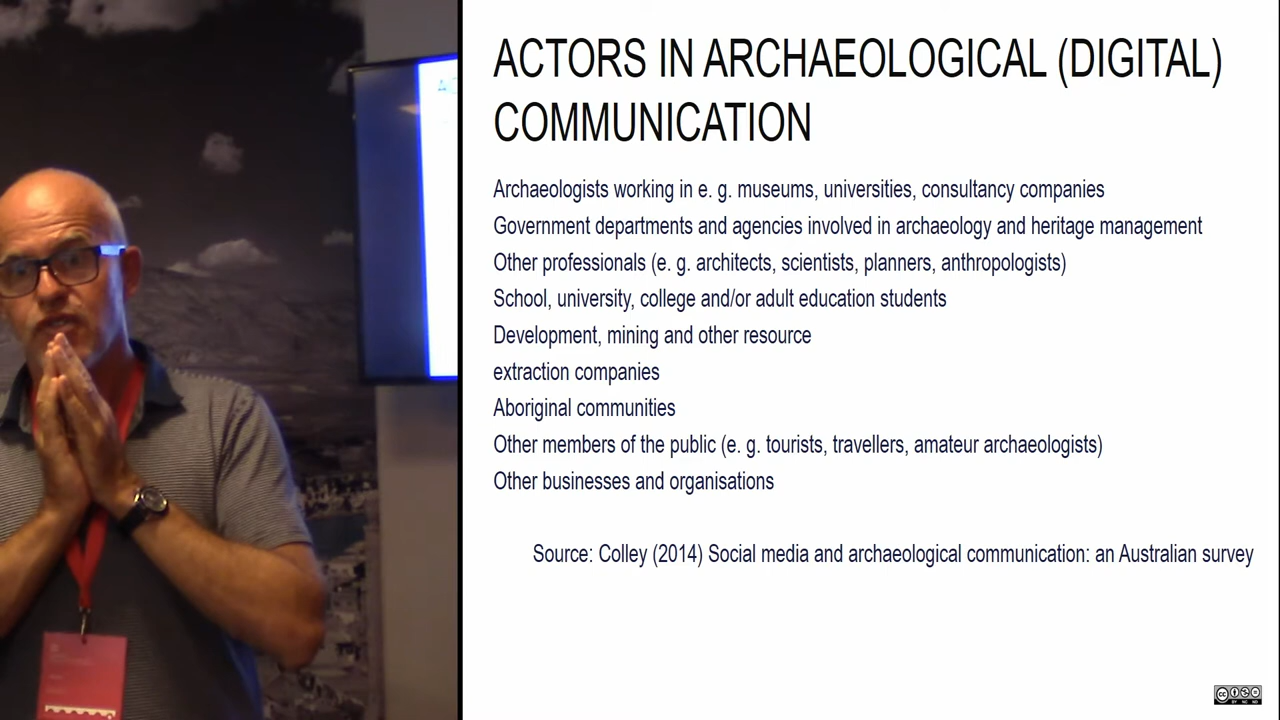 ACTORS IN ARCHAEOLOGICAL (DIGITAL)
COMMUNICATION
Archaeologists working in e. g. museums, universities, consultancy companies
Government departments and agencies involved in archaeology and heritage management
Other professionals (e. g. architects, scientists, planners, anthropologists)
School, university, college and/or adult education students
Development, mining and other resource
extraction companies
Aboriginal communities
Other members of the public (e. g. tourists, travellers, amateur archaeologists)
Other businesses and organisations
Source: Colley (2014) Social media and archaeological communication: an Australian survey
BY NC ND